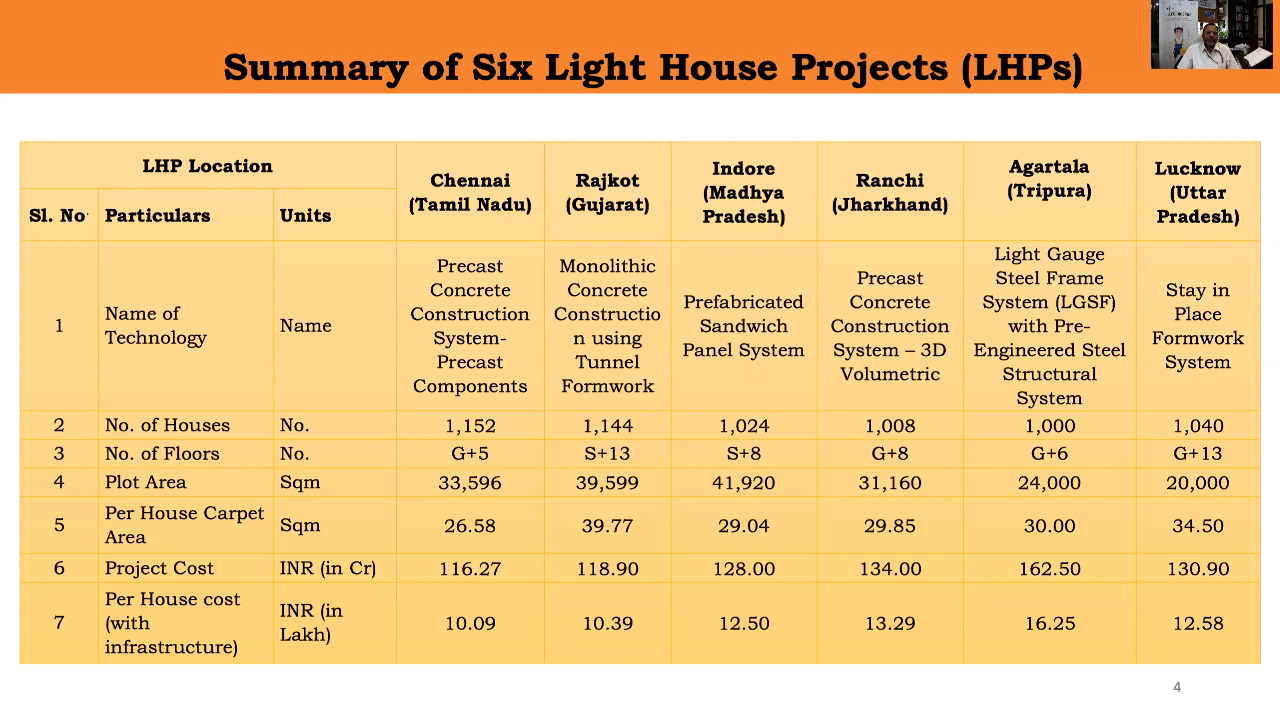 Summary of Six Light House Projects (LHPs)
LHP Location
Chennai
(Tamil Nadu)
Rajkot
(Gujarat)
Indore
(Madhya
Pradesh)
Ranchi
(Jharkhand)
Agartala
(Tripura)
Lucknow
(Uttar
Pradesh)
Sl. No
Particulars
Units
1
Name of
Technology
Name
Precast
Concrete
Construction
System-
Precast
Components
Monolithic
Concrete
Constructio
n using
Tunnel
Formwork
Prefabricated
Sandwich
Panel System
Precast
Concrete
Construction
System – 3D
Volumetric
Light Gauge
Steel Frame
System (LGSF)
with Pre-
Engineered Steel
Structural
System
Stay in
Place
Formwork
System
2 No. of Houses No. 1,152 1,144 1,024 1,008 1,000 1,040
3 No. of Floors No. G+5 S+13 S+8 G+8 G+6 G+13
4 Plot Area Sqm 33,596 39,599 41,920 31,160 24,000 20,000
5
Per House Carpet
Area
Sqm 26.58 39.77 29.04 29.85 30.00 34.50
6 Project Cost INR (in Cr) 116.27 118.90 128.00 134.00 162.50 130.90
7
Per House cost
(with
infrastructure)
INR (in
Lakh)
10.09 10.39 12.50 13.29 16.25 12.58
4